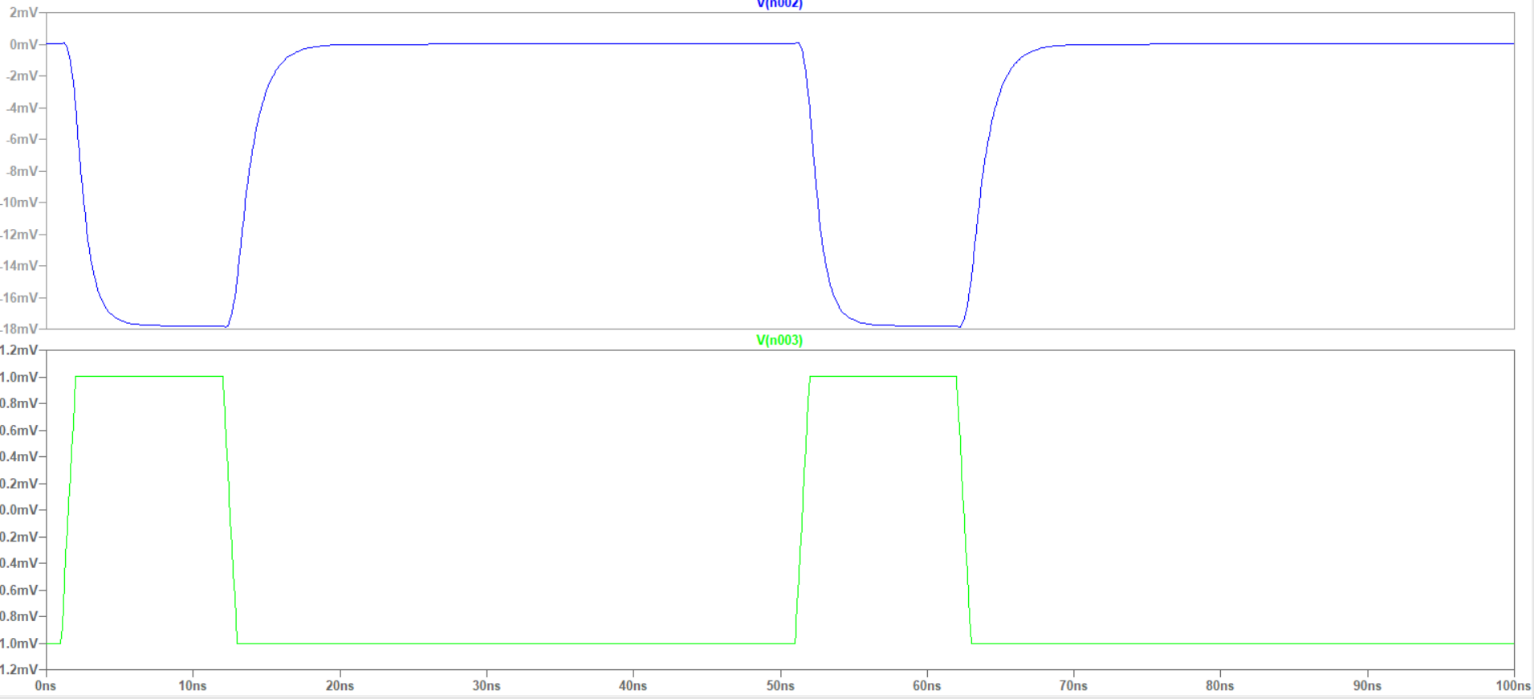 V(n002)
2mV
0mV
-2mV
-4mV
-6mV
-8mV
-10mV
-12mV
-14mV
-16mV
-18mV
V(n003)
1.2mV
1.0mV
0.8mV
0.6mV
0.4mV
0.2mV
0.0mV
0.2mV
0.4mV
0.6mV
0.8mV
1.0mV
1.2mV
0ns 10ns 20ns 30ns 40ns 50ns 60ns 70ns 80ns 90ns 100ns